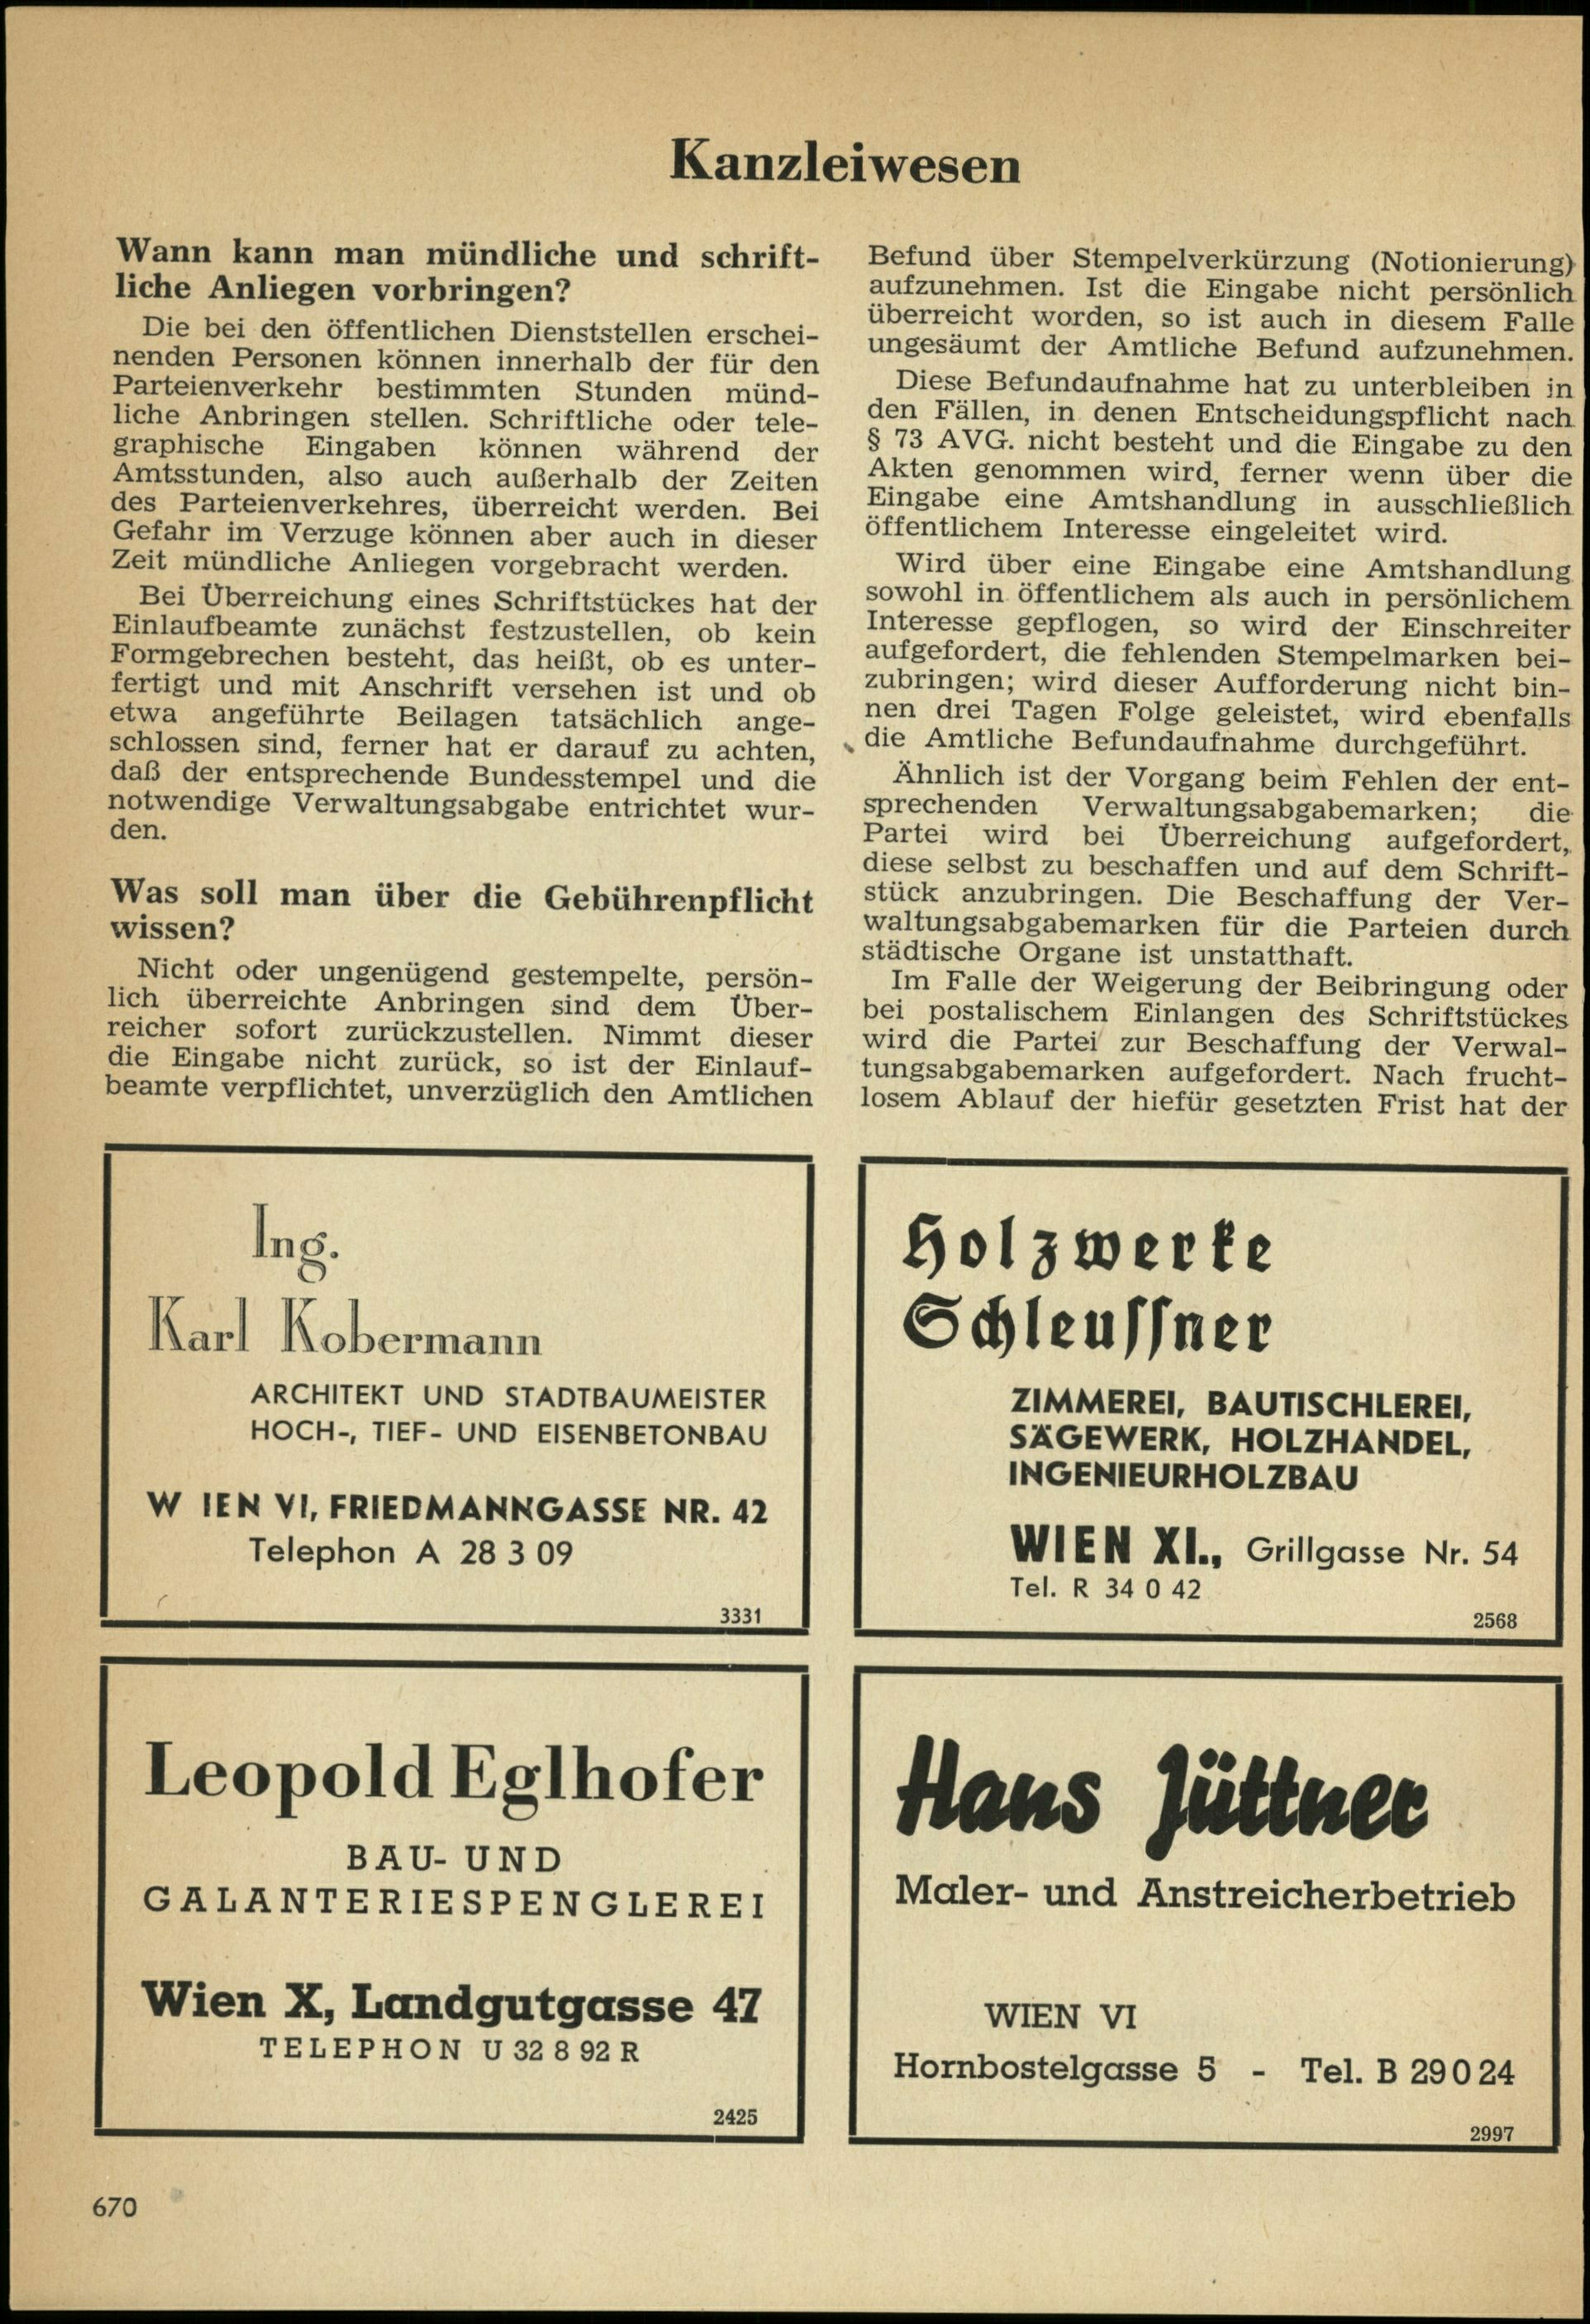 Kanzleiwesen
Wann kann man mündliche und schrift-
liche Anliegen vorbringen?
Die bei den öffentlichen Dienststellen erschei-
nenden Personen können innerhalb der für den
Parteienverkehr bestimmten Stunden münd-
liche Anbringen stellen. Schriftliche oder tele-
graphische Eingaben können während der
Amtsstunden, also auch außerhalb der Zeiten
des Parteienverkehres, überreicht werden. Bei
Gefahr im Verzuge können aber auch in dieser
Zeit mündliche Anliegen vorgebracht werden.
Bei Überreichung eines Schriftstückes hat der
Einlaufbeamte zunächst festzustellen, ob kein
Formgebrechen besteht, das heißt, ob es unter-
fertigt und mit Anschrift versehen ist und ob
etwa angeführte Beilagen tatsächlich ange-
schlossen sind, ferner hat er darauf zu achten,
daß der entsprechende Bundesstempel und die
notwendige Verwaltungsabgabe entrichtet wur-
den.
Was soll man über die Gebührenpflicht
wissen?
Nicht oder ungenügend gestempelte, persön-
lich überreichte Anbringen sind dem Über-
reicher sofort zurückzustellen. Nimmt dieser
die Eingabe nicht zurück, so ist der Einlauf-
beamte verpflichtet, unverzüglich den Amtlichen
Befund über Stempelverkürzung (Notionierung)
aufzunehmen. Ist die Eingabe nicht persönlich
überreicht worden, so ist auch in diesem Falle
ungesäumt der Amtliche Befund aufzunehmen.
Diese Befundaufnahme hat zu unterbleiben in
den Fällen, in denen Entscheidungspflicht nach
§ 73 AVG. nicht besteht und die Eingabe zu den
Akten genommen wird, ferner wenn über die
Eingabe eine Amtshandlung in ausschließlich
öffentlichem Interesse eingeleitet wird.
Wird über eine Eingabe eine Amtshandlung
sowohl in öffentlichem als auch in persönlichem
Interesse gepflogen, so wird der Einschreiter
aufgefordert, die fehlenden Stempelmarken bei-
zubringen; wird dieser Aufforderung nicht bin-
nen drei Tagen Folge geleistet, wird ebenfalls
die Amtliche Befundaufnahme durchgeführt.
Ähnlich ist der Vorgang beim Fehlen der ent-
sprechenden Verwaltungsabgabemarken; die
Partei wird bei Überreichung aufgefordert,
diese selbst zu beschaffen und auf dem Schrift-
stück anzubringen. Die Beschaffung der Ver-
waltungsabgabemarken für die Parteien durch
städtische Organe ist unstatthaft.
Im Falle der Weigerung der Beibringung oder
bei postalischem Einlangen des Schriftstückes
wird die Partei zur Beschaffung der Verwal-
tungsabgabemarken aufgefordert. Nach frucht-
losem Ablauf der hiefür gesetzten Frist hat der
Ing.
Karl Kobermann
ARCHITEKT UND STADTBAUMEISTER
HOCH-, TIEF- UND EISENBETONBAU
W IEN VI, FRIEDMANNGASSE NR. 42
Telephon A 28 3 09
3331
Holzwerke
Schleussner
ZIMMEREI, BAUTISCHLEREI,
SÄGEWERK, HOLZHANDEL,
INGENIEURHOLZBAU
WIEN XI., Grillgasse Nr. 54
Tel. R 34 0 42
2568
Leopold Eglhofer
BAU- UND
GALANTERIESPENGLEREI
Wien X, Landgutgasse 47
TELEPHON U 32 8 92 R
2425
Hans Jüttner
Maler- und Anstreicherbetrieb
WIEN VI
Hornbostelgasse 5 - Tel. B 29 0 24
2997
670